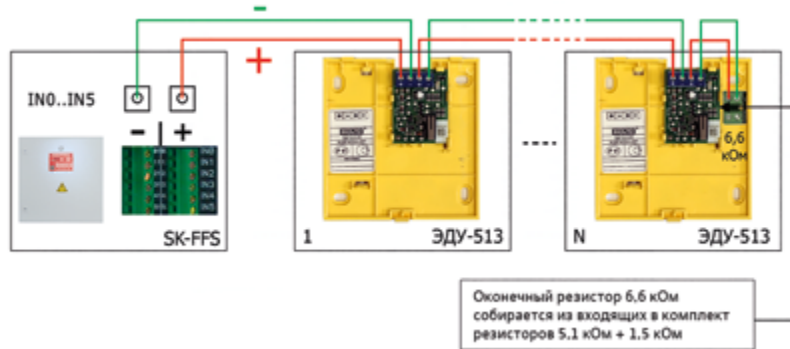 -
+
IN0..IN5
- +
IN0
IN1
IN2
IN3
IN4
IN5
SK-FFS
1
ЭДУ-513
6,6
кОм
N
ЭДУ-513
Оконечный резистор 6,6 кОм
собирается из входящих в комплект
резисторов 5,1 кОм + 1,5 кОм